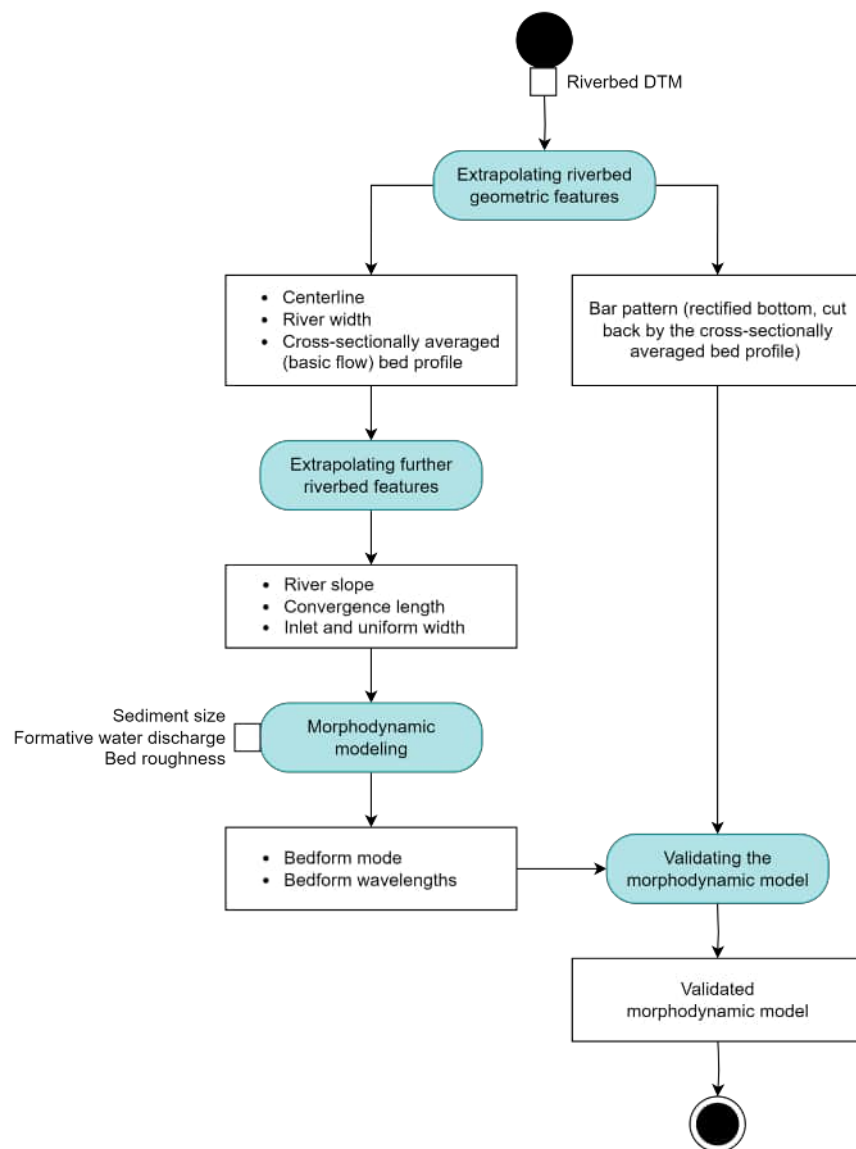 Riverbed DTM
Extrapolating riverbed
geometric features
• Centerline
• River width
• Cross-sectionally averaged
(basic flow) bed profile
Bar pattern (rectified bottom, cut
back by the cross-sectionally
averaged bed profile)
Extrapolating further
riverbed features
• River slope
• Convergence length
• Inlet and uniform width
Sediment size
Formative water discharge
Bed roughness
Morphodynamic
modeling
• Bedform mode
• Bedform wavelengths
Validating the
morphodynamic model
Validated
morphodynamic model